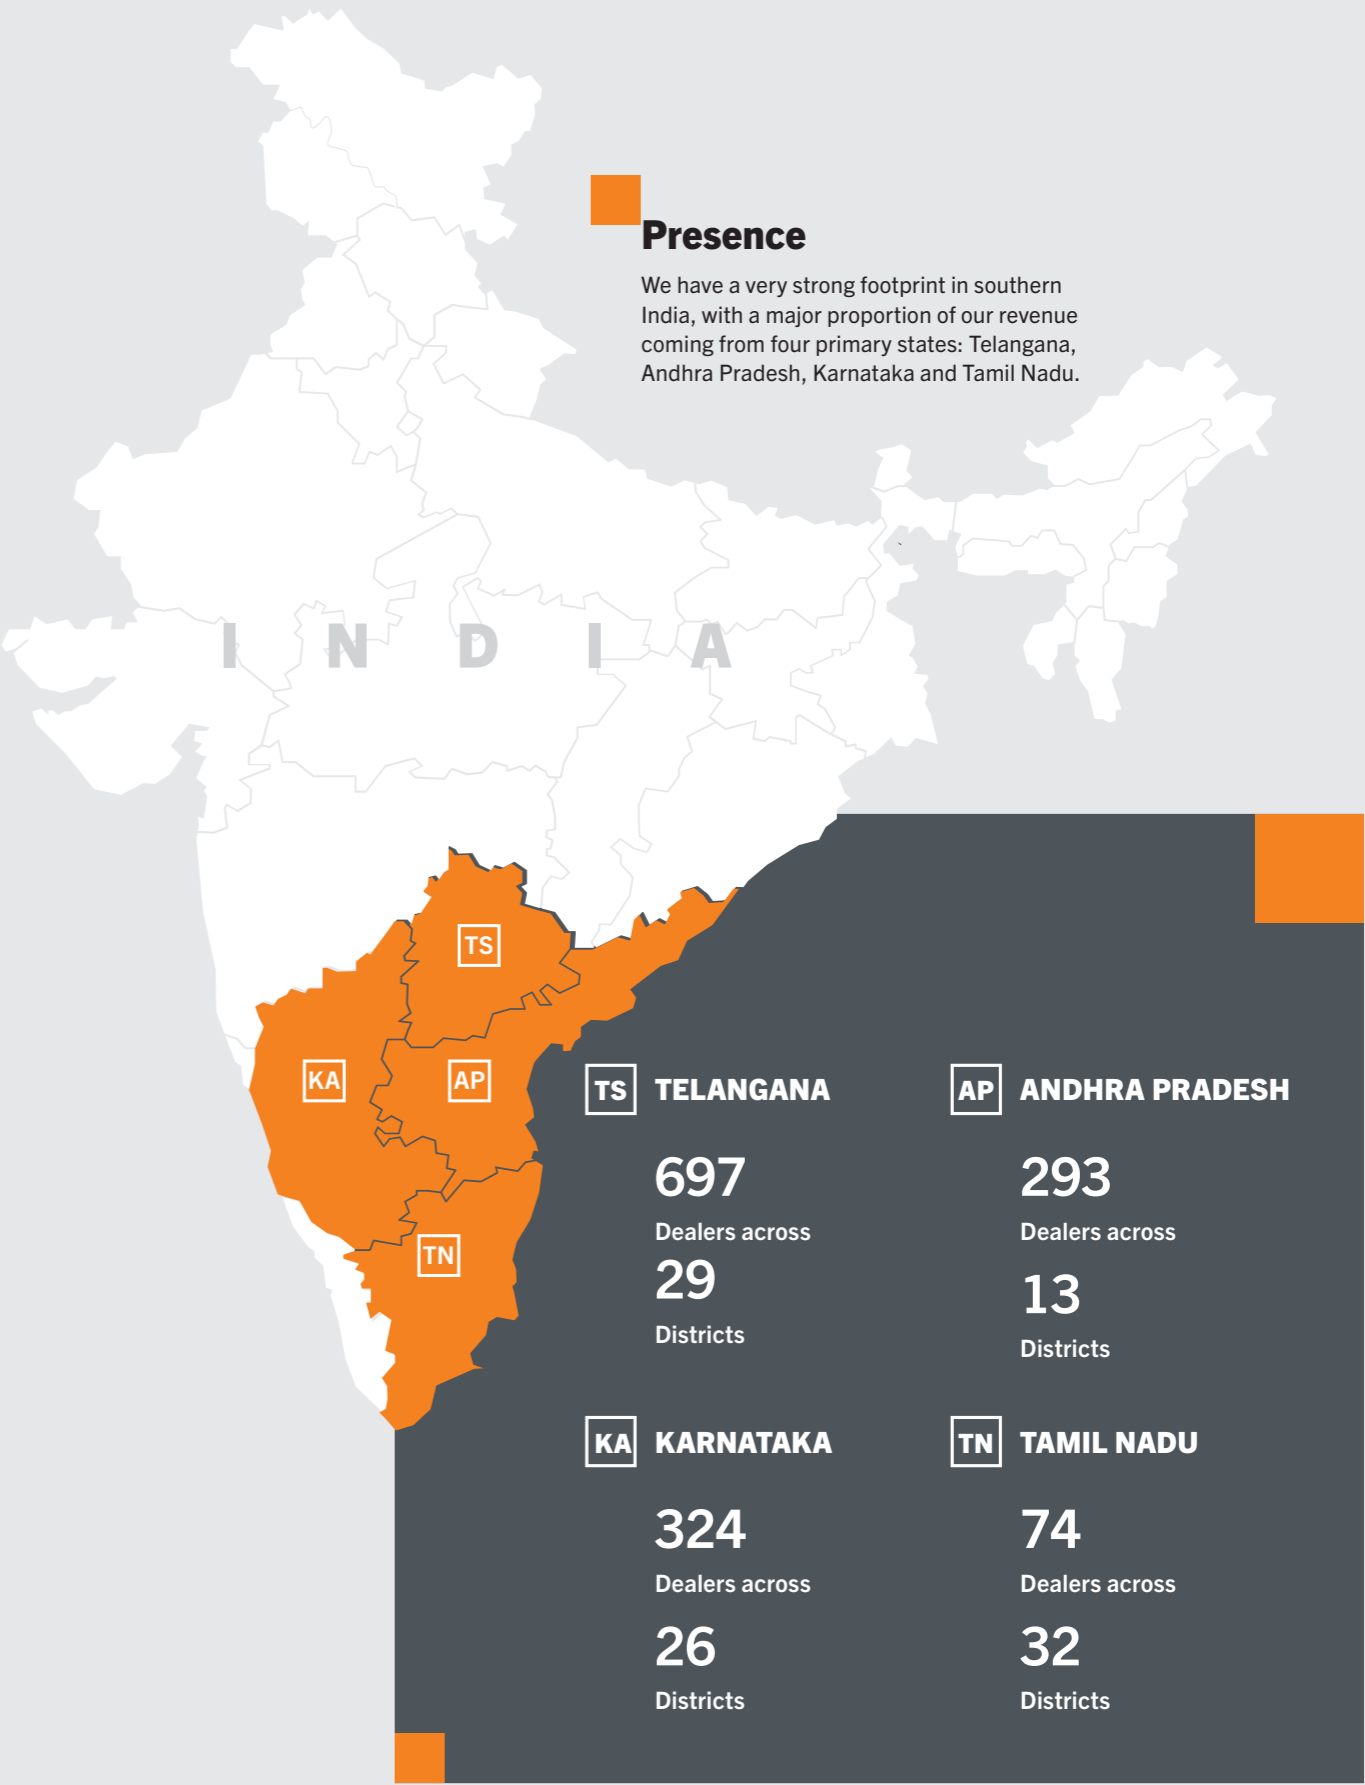 Presence
We have a very strong footprint in southern
India, with a major proportion of our revenue
coming from four primary states: Telangana,
Andhra Pradesh, Karnataka and Tamil Nadu.
I N D I A
TS
KA
AP
TN
TS TELANGANA
697
Dealers across
29
Districts
AP ANDHRA PRADESH
293
Dealers across
13
Districts
KA KARNATAKA
324
Dealers across
26
Districts
TN TAMIL NADU
74
Dealers across
32
Districts